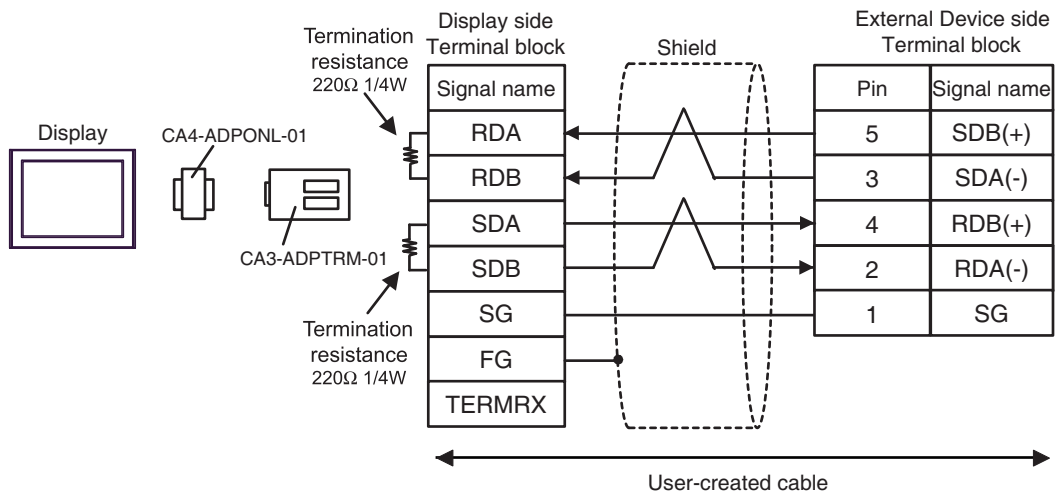 Display side
Terminal block
External Device side
Terminal block
Termination
resistance
220Ω 1/4W
Shield
Signal name
Pin
Signal name
Display
CA4-ADPONL-01
CA3-ADPTRM-01
RDA
5
SDB(+)
RDB
3
SDA(-)
SDA
4
RDB(+)
SDB
2
RDA(-)
SG
1
SG
FG
TERMRX
Termination
resistance
220Ω 1/4W
User-created cable